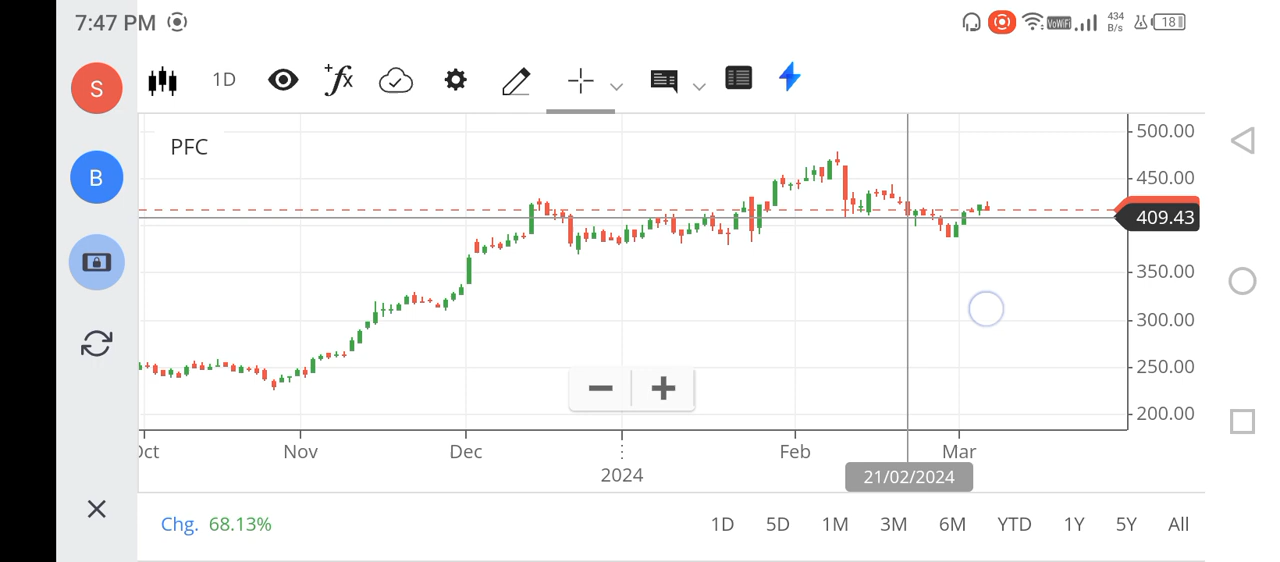 7:47 PM
VoWiFi 434 B/s 18
S
1D
+fx
PFC
500.00
450.00
B
409.43
350.00
300.00
250.00
200.00
Oct Nov Dec Feb Mar
2024
21/02/2024
Chg. 68.13%
1D 5D 1M 3M 6M YTD 1Y 5Y All